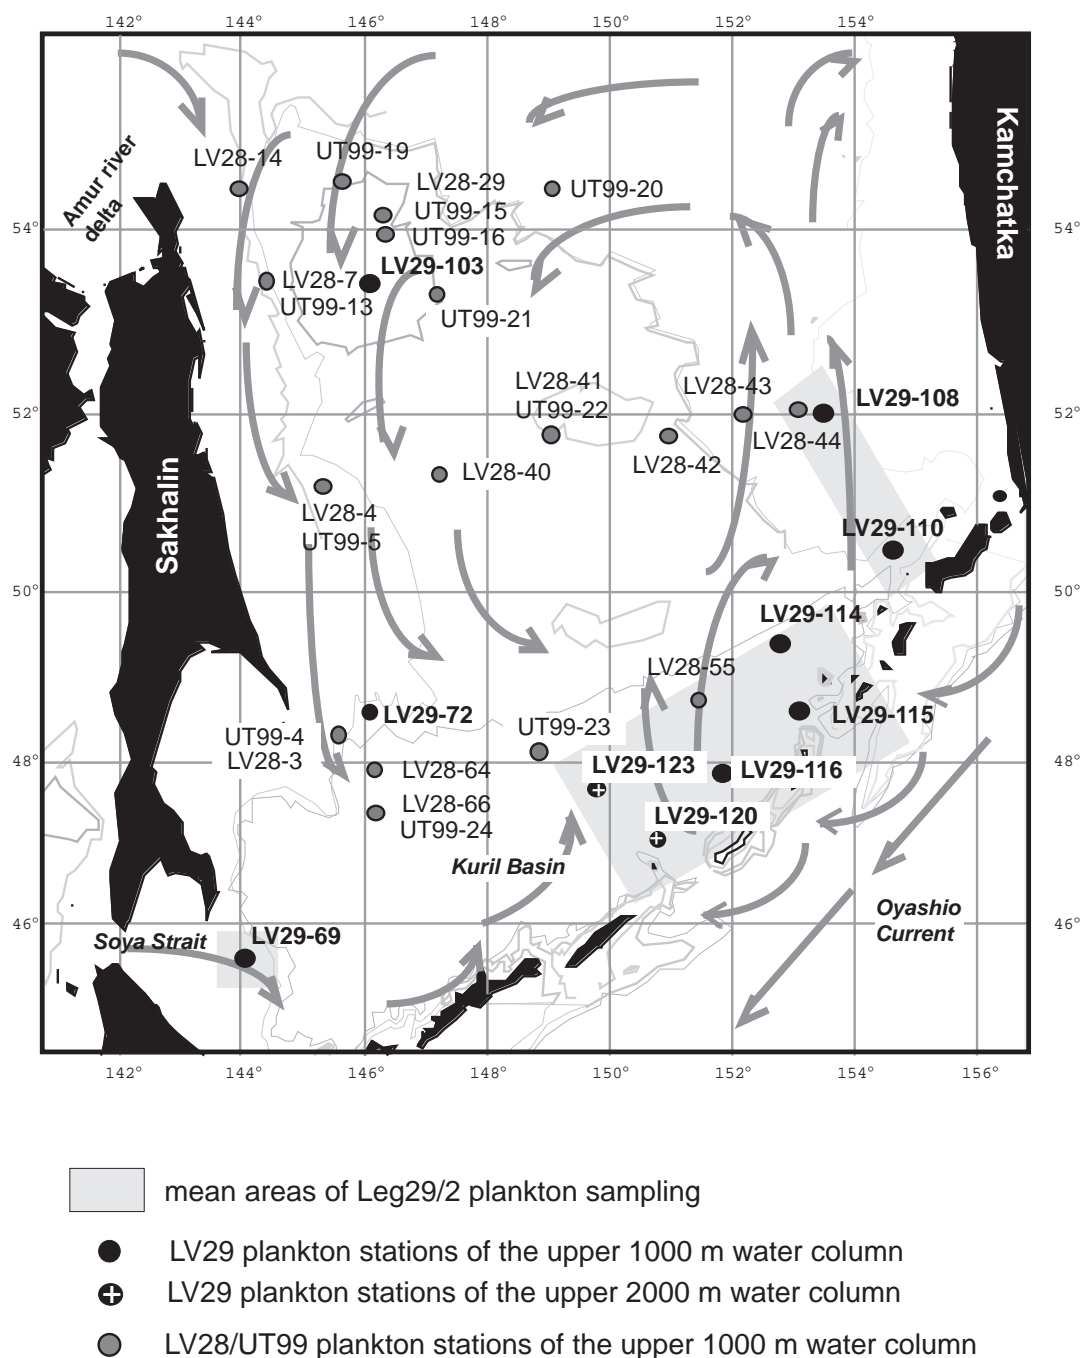 142° 144° 146° 148° 150° 152° 154°
Kamchatka
Amur river
delta
LV28-14
UT99-19
LV28-29
UT99-15
UT99-16
UT99-20
54°
54°
LV29-103
LV28-7
UT99-13
UT99-21
LV28-41
UT99-22
LV28-43
LV29-108
52°
52°
LV28-44
LV28-42
LV28-40
Sakhalin
LV28-4
UT99-5
LV29-110
50°
50°
LV29-114
LV28-55
LV29-72
LV29-115
UT99-23
UT99-4
LV28-3
48°
48°
LV29-123
LV28-64
LV29-116
LV28-66
UT99-24
LV29-120
Kuril Basin
Oyashio
Current
46°
46°
Soya Strait
LV29-69
142° 144° 146° 148° 150° 152° 154° 156°
mean areas of Leg29/2 plankton sampling
LV29 plankton stations of the upper 1000 m water column
LV29 plankton stations of the upper 2000 m water column
LV28/UT99 plankton stations of the upper 1000 m water column